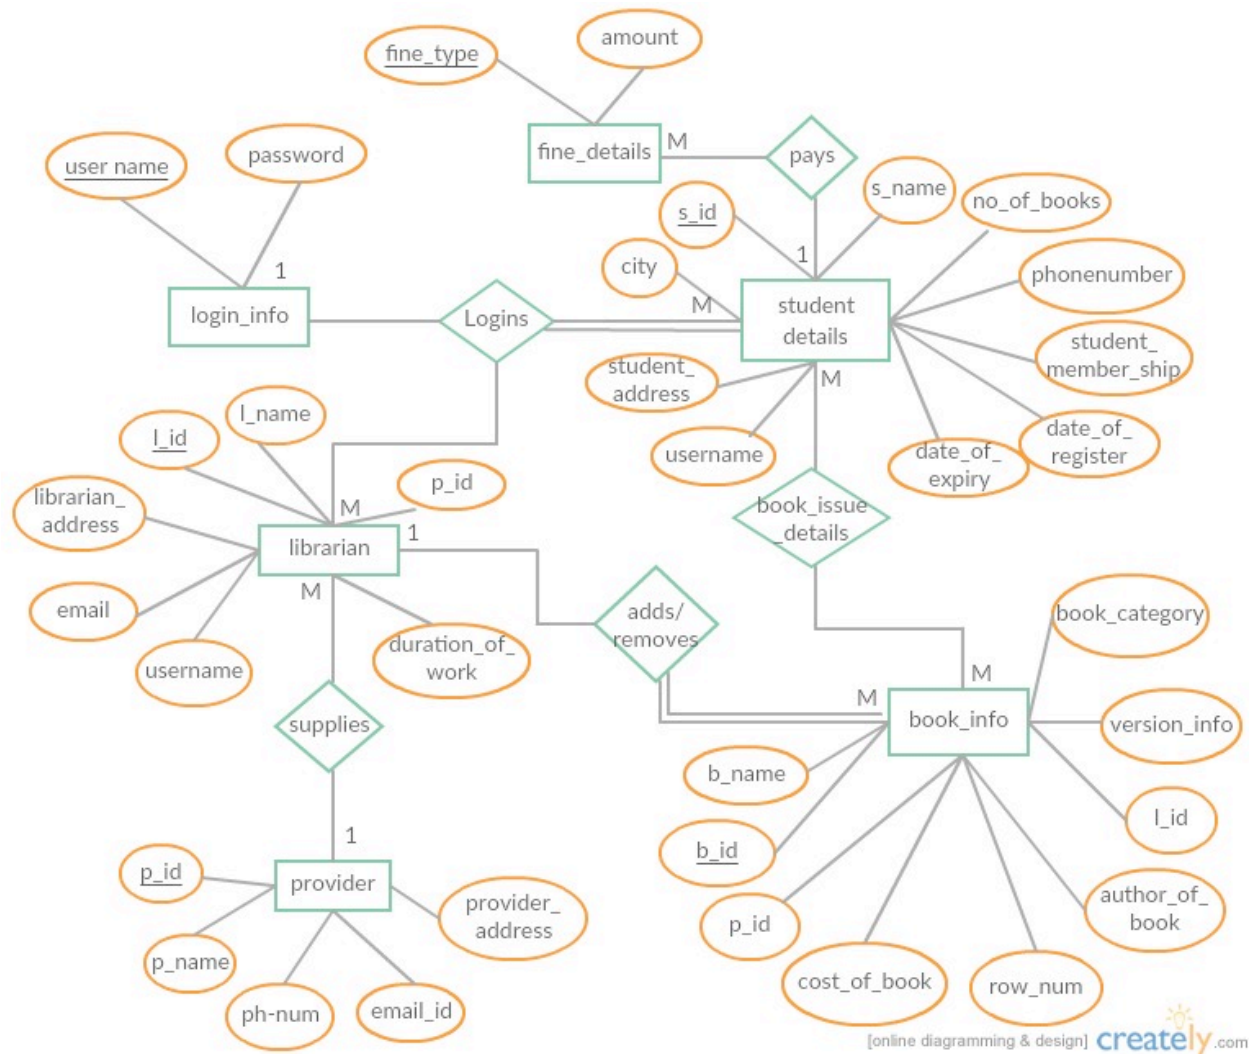 amount
fine_type
fine_details
M
pays
user name
password
s_id
s_name
no_of_books
city
1
phonenumber
1
login_info
Logins
M
student
details
student_
member_ship
student_
address
M
username
date_of_
register
date_of_
expiry
l_name
l_id
p_id
librarian_
address
M
librarian
1
book_issue
_details
M
email
username
duration_of_
work
adds/
removes
book_category
supplies
M
M
book_info
version_info
b_name
l_id
b_id
1
p_id
provider
provider_
address
p_name
ph-num
email_id
p_id
author_of_
book
cost_of_book
row_num
[online diagramming & design] creately.com